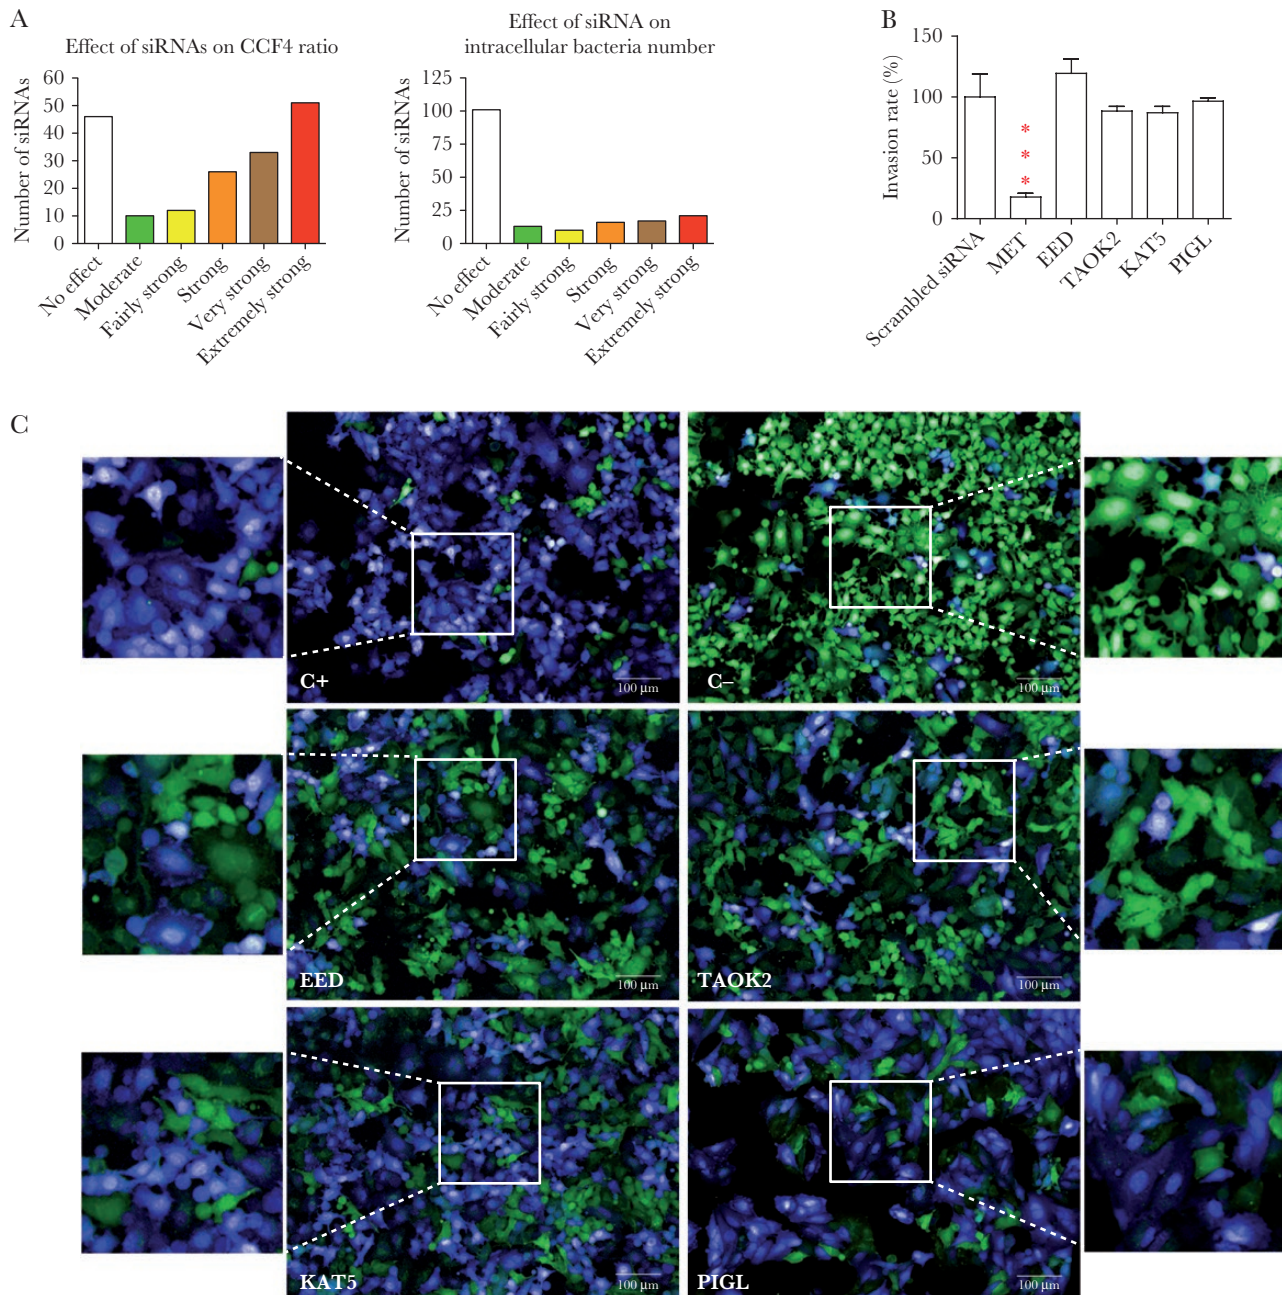 A
Effect of siRNAs on CCF4 ratio
Number of siRNAs
60
50
40
30
20
10
0
No effect
Moderate
Fairly strong
Strong
Very strong
Extremely strong
Effect of siRNA on
intracellular bacteria number
Number of siRNAs
125
100
75
50
25
0
No effect
Moderate
Fairly strong
Strong
Very strong
Extremely strong
B
Invasion rate (%)
150
100
50
0
*
*
*
Scrambled siRNA
MET
EED
TAOK2
KAT5
PIGL
C
C+
100 µm
C–
100 µm
EED
100 µm
TAOK2
100 µm
KAT5
100 µm
PIGL
100 µm